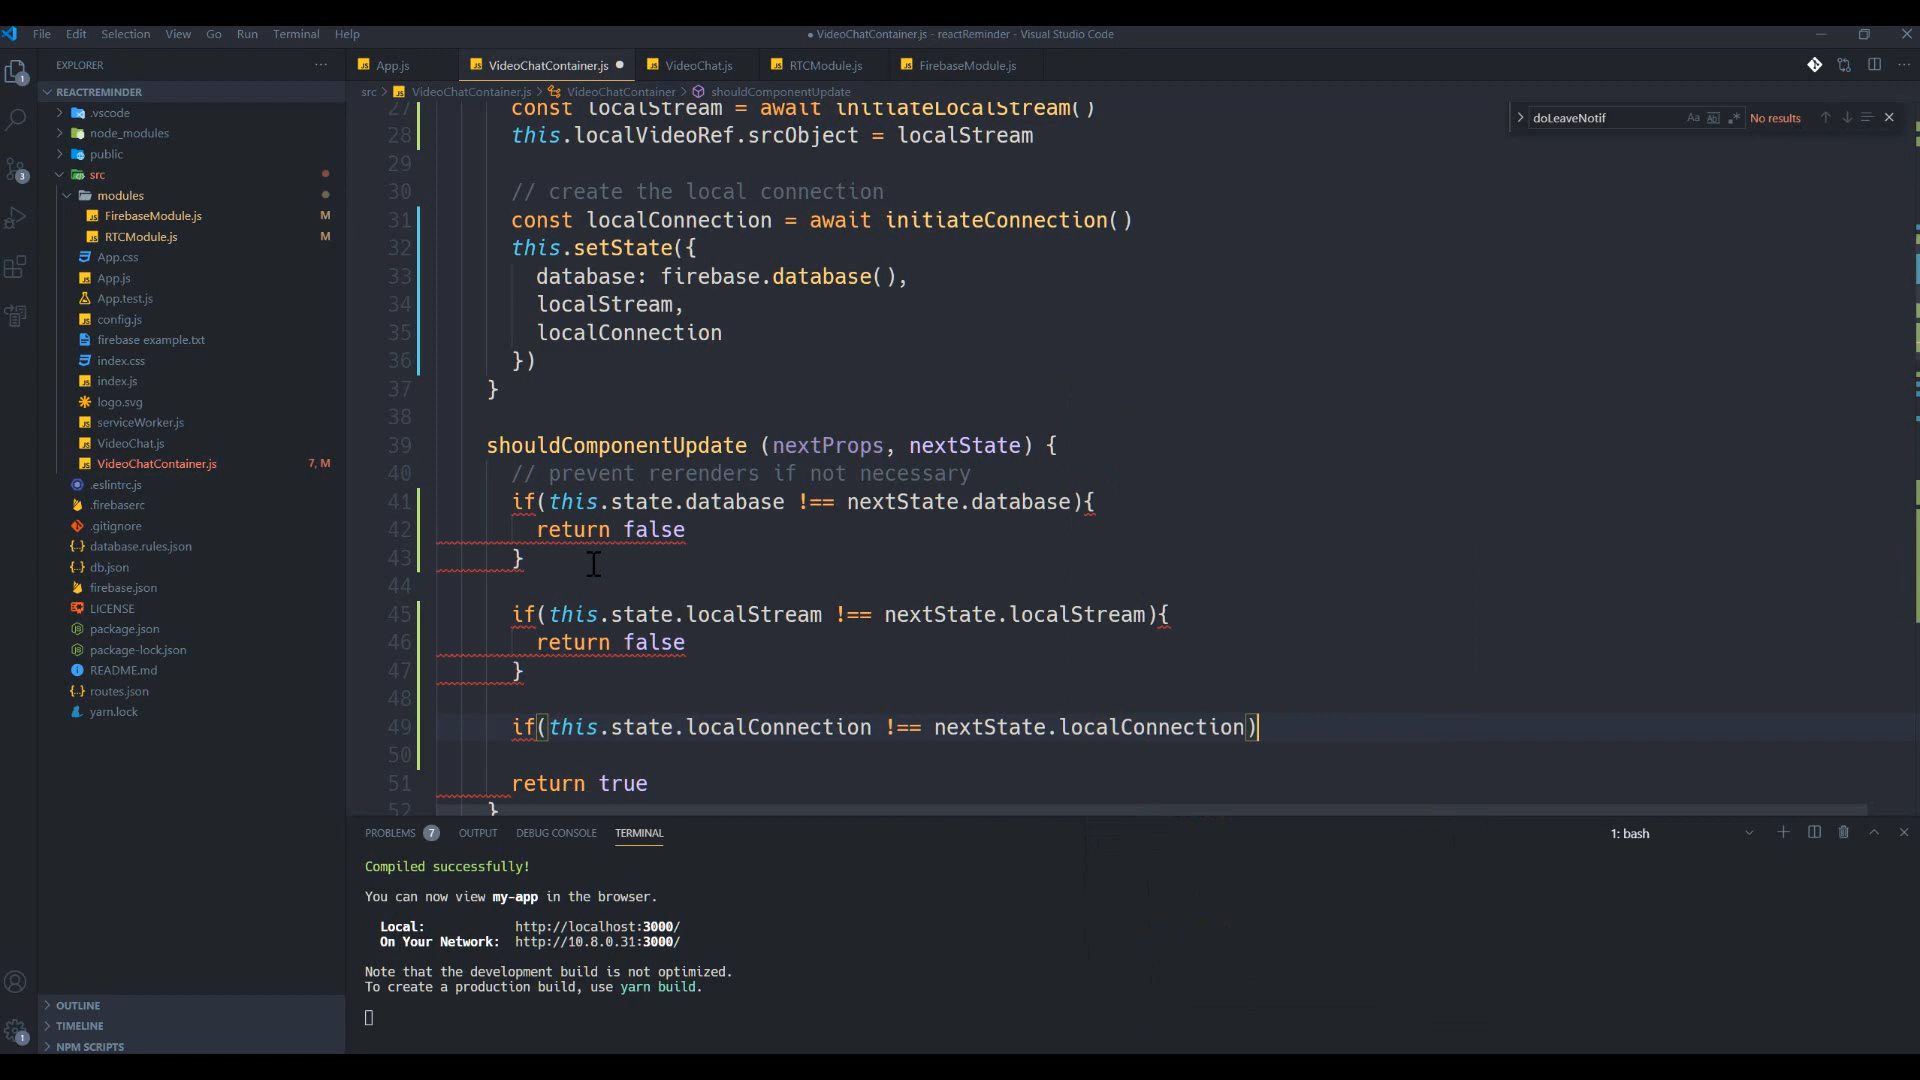 File Edit Selection View Go Run Terminal Help
● VideoChatContainer.js - reactReminder - Visual Studio Code
EXPLORER
App.js
VideoChatContainer.js
VideoChat.js
RTCModule.js
FirebaseModule.js
REACTREMINDER
src > VideoChatContainer.js > VideoChatContainer > shouldComponentUpdate
.vscode
node_modules
public
src
modules
FirebaseModule.js M
RTCModule.js M
App.css
App.js
App.test.js
config.js
firebase example.txt
index.css
index.js
logo.svg
serviceWorker.js
VideoChat.js
VideoChatContainer.js 7, M
.eslintrc.js
.firebaserc
.gitignore
database.rules.json
db.json
firebase.json
LICENSE
package.json
package-lock.json
README.md
routes.json
yarn.lock
OUTLINE
TIMELINE
NPM SCRIPTS
1
3
1
doLeaveNotif Aa Ab| .* No results
27 const localStream = await initiateLocalStream()
28 this.localVideoRef.srcObject = localStream
29
30 // create the local connection
31 const localConnection = await initiateConnection()
32 this.setState({
33 database: firebase.database(),
34 localStream,
35 localConnection
36 })
37 }
38
39 shouldComponentUpdate (nextProps, nextState) {
40 // prevent rerenders if not necessary
41 if(this.state.database !== nextState.database){
42 return false
43 }
44
45 if(this.state.localStream !== nextState.localStream){
46 return false
47 }
48
49 if(this.state.localConnection !== nextState.localConnection)
50
51 return true
52 }
PROBLEMS 7 OUTPUT DEBUG CONSOLE TERMINAL
1: bash
Compiled successfully!
You can now view my-app in the browser.
Local: http://localhost:3000/
On Your Network: http://10.8.0.31:3000/
Note that the development build is not optimized.
To create a production build, use yarn build.